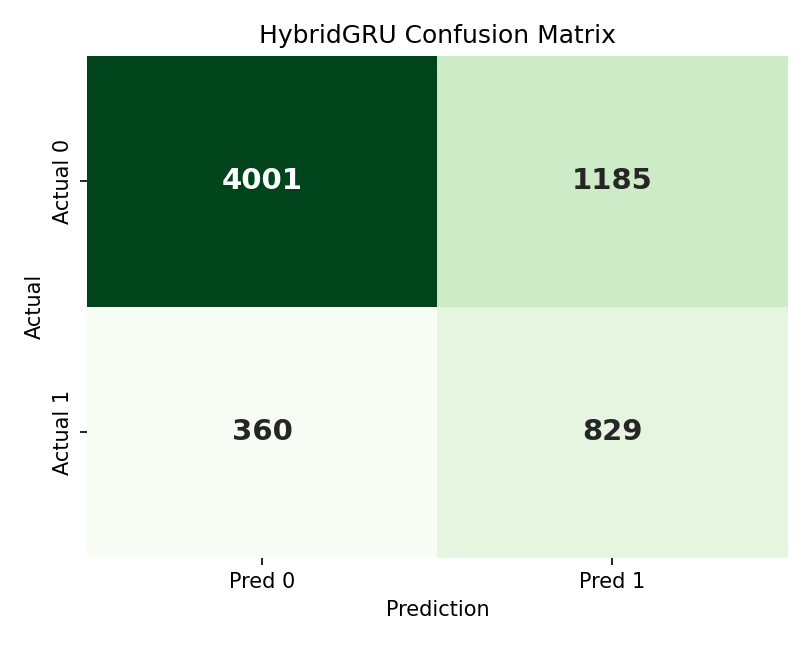 HybridGRU Confusion Matrix
Actual
Actual 0
4001
1185
Actual 1
360
829
Pred 0
Pred 1
Prediction